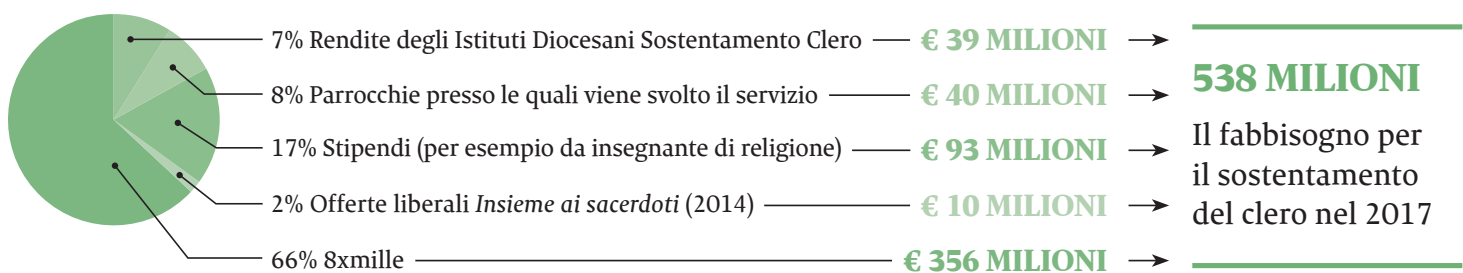 7% Rendite degli Istituti Diocesani Sostentamento Clero € 39 MILIONI
8% Parrocchie presso le quali viene svolto il servizio € 40 MILIONI
17% Stipendi (per esempio da insegnante di religione) € 93 MILIONI
2% Offerte liberali Insieme ai sacerdoti (2014) € 10 MILIONI
66% 8xmille € 356 MILIONI
538 MILIONI
Il fabbisogno per
il sostentamento
del clero nel 2017